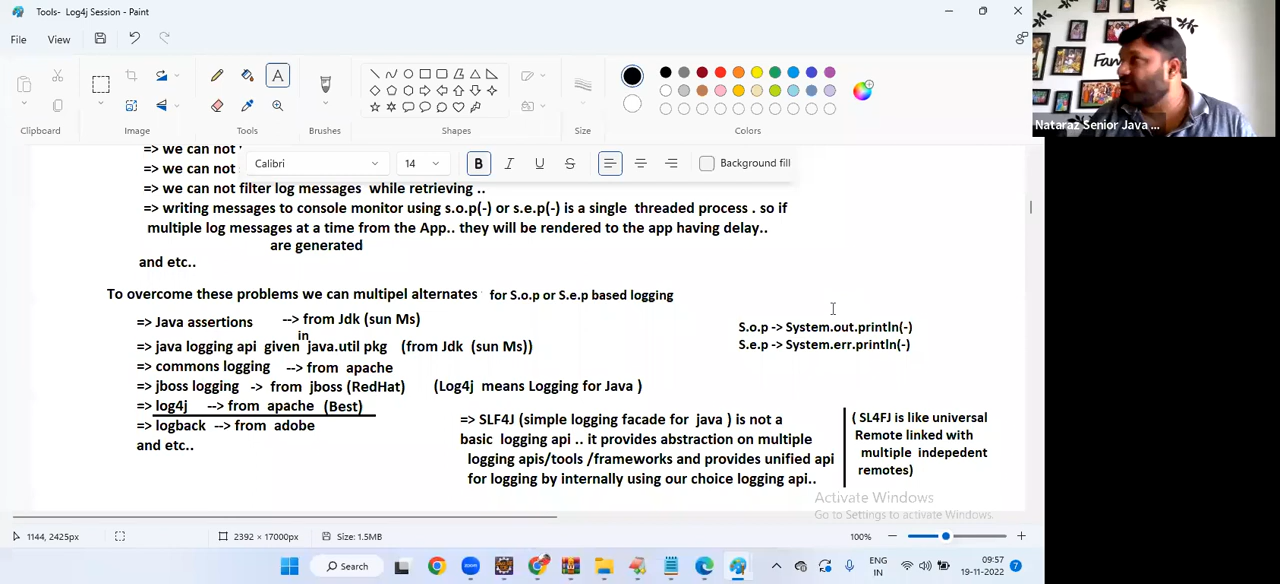 Tools- Log4j Session - Paint
File View
Clipboard Image Tools Brushes Shapes Size Colors
Calibri 14 B I U S Background fill
Nataraz Senior Java ...
Fam
=> we can not
=> we can not
=> we can not filter log messages while retrieving ..
=> writing messages to console monitor using s.o.p(-) or s.e.p(-) is a single threaded process . so if
multiple log messages at a time from the App.. they will be rendered to the app having delay..
are generated
and etc..
To overcome these problems we can multipel alternates for S.o.p or S.e.p based logging
=> Java assertions --> from Jdk (sun Ms)
in
=> java logging api given java.util pkg (from Jdk (sun Ms))
=> commons logging --> from apache
=> jboss logging -> from jboss (RedHat) (Log4j means Logging for Java )
=> log4j --> from apache (Best)
=> logback --> from adobe
and etc..
S.o.p -> System.out.println(-)
S.e.p -> System.err.println(-)
=> SLF4J (simple logging facade for java ) is not a
basic logging api .. it provides abstraction on multiple
logging apis/tools /frameworks and provides unified api
for logging by internally using our choice logging api..
( SL4FJ is like universal
Remote linked with
multiple indepedent
remotes)
Activate Windows
Go to Settings to activate Windows.
1144, 2425px 2392 × 17000px Size: 1.5MB 100%
Search
ENG
IN
09:57
19-11-2022
7